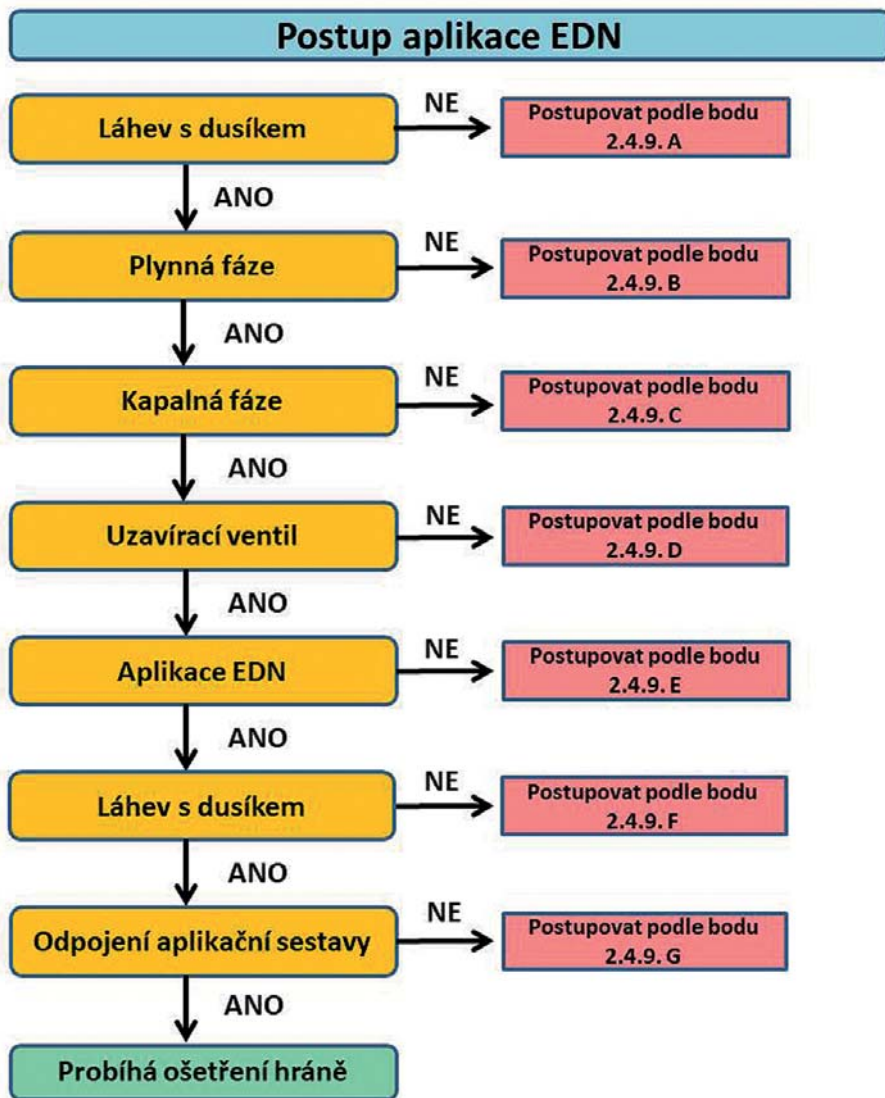 Postup aplikace EDN
Láhev s dusíkem
NE
Postupovat podle bodu
2.4.9. A
ANO
Plynná fáze
NE
Postupovat podle bodu
2.4.9. B
ANO
Kapalná fáze
NE
Postupovat podle bodu
2.4.9. C
ANO
Uzavírací ventil
NE
Postupovat podle bodu
2.4.9. D
ANO
Aplikace EDN
NE
Postupovat podle bodu
2.4.9. E
ANO
Láhev s dusíkem
NE
Postupovat podle bodu
2.4.9. F
ANO
Odpojení aplikační sestavy
NE
Postupovat podle bodu
2.4.9. G
ANO
Probíhá ošetření hráně